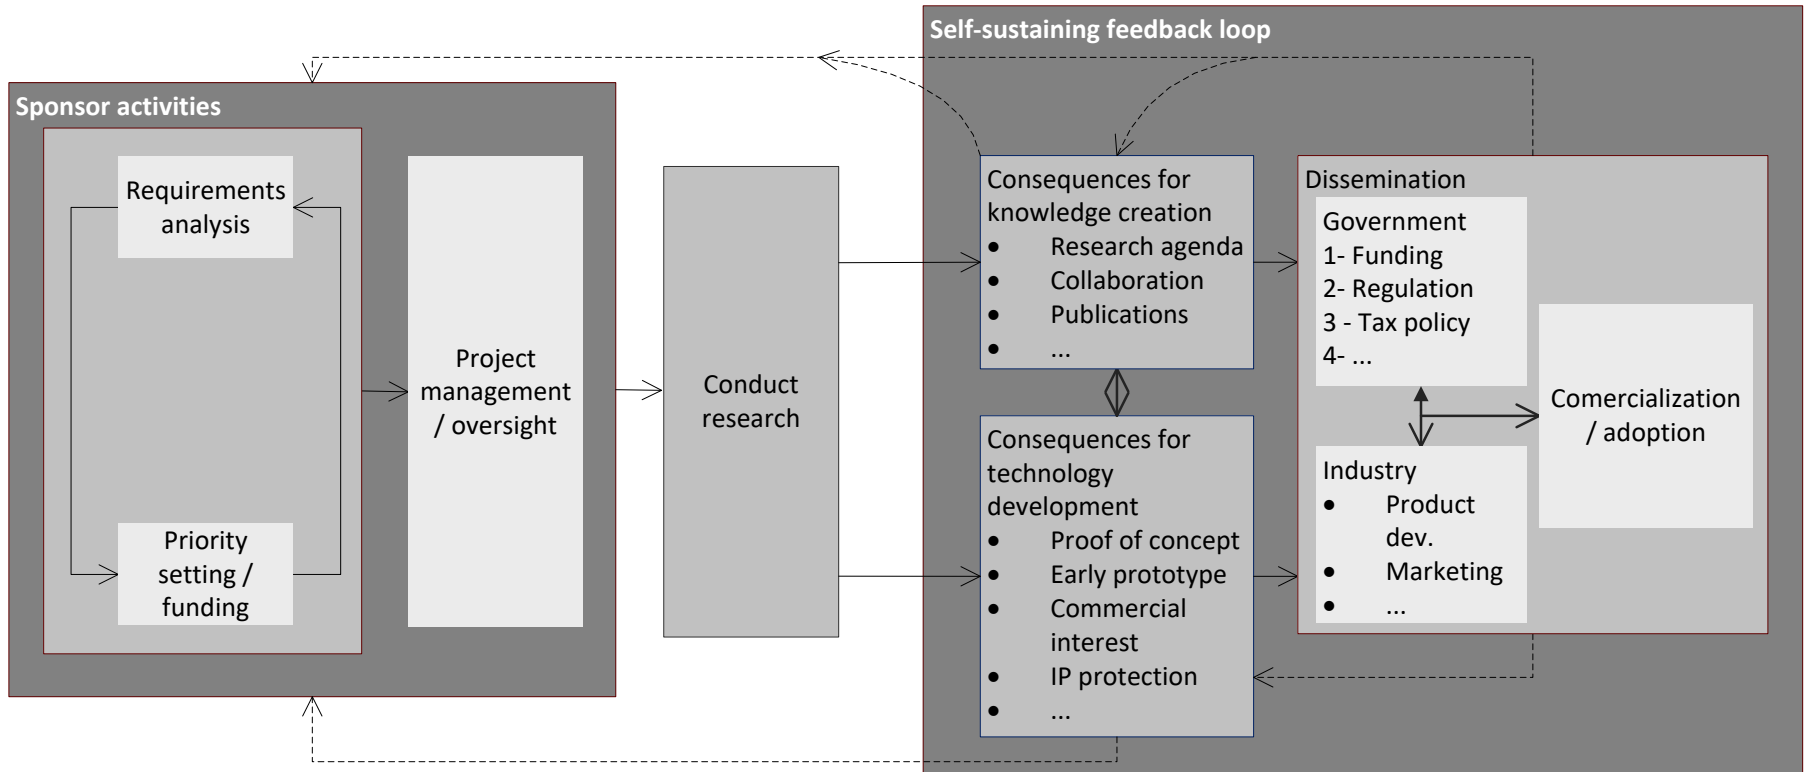 Self-sustaining feedback loop
Sponsor activities
Requirements
analysis
Priority
setting /
funding
Project
management
/ oversight
Conduct
research
Consequences for
knowledge creation
• Research agenda
• Collaboration
• Publications
• ...
Consequences for
technology
development
• Proof of concept
• Early prototype
• Commercial
interest
• IP protection
• ...
Dissemination
Government
1- Funding
2- Regulation
3 - Tax policy
4- ...
Industry
• Product
dev.
• Marketing
• ...
Comercialization
/ adoption